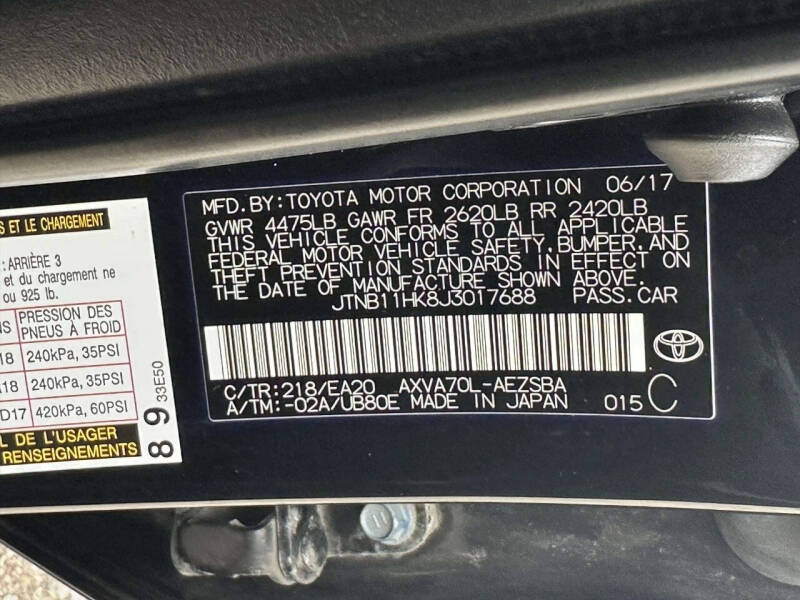 MFD.BY:TOYOTA MOTOR CORPORATION 06/17
GVWR 4475LB GAWR FR 2620LB RR 2420LB
THIS VEHICLE CONFORMS TO ALL APPLICABLE
FEDERAL MOTOR VEHICLE SAFETY,BUMPER,AND
THEFT PREVENTION STANDARDS IN EFFECT ON
THE DATE OF MANUFACTURE SHOWN ABOVE.
JTNB11HK8J3017688 PASS.CAR
C/TR:218/EA20 AXVA70L-AEZSBA
A/TM:-02A/UB80E MADE IN JAPAN 015 C
S ET LE CHARGEMENT
:ARRIÈRE 3
et du chargement ne
ou 925 lb.
NS PRESSION DES
PNEUS À FROID
18 240kPa, 35PSI
18 240kPa, 35PSI
D17 420kPa, 60PSI
L DE L'USAGER
RENSEIGNEMENTS
89 33E50